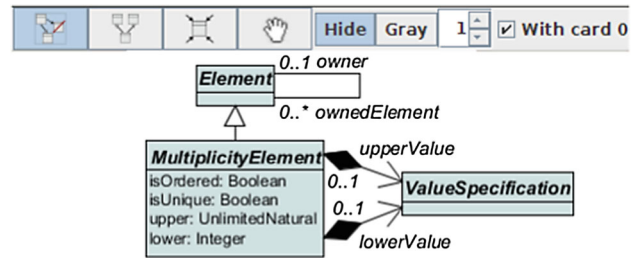 Hide Gray 1 With card 0
0..1 owner
Element
0..* ownedElement
MultiplicityElement
upperValue
isOrdered: Boolean
0..1
ValueSpecification
isUnique: Boolean
0..1
upper: UnlimitedNatural
lower: Integer
lowerValue